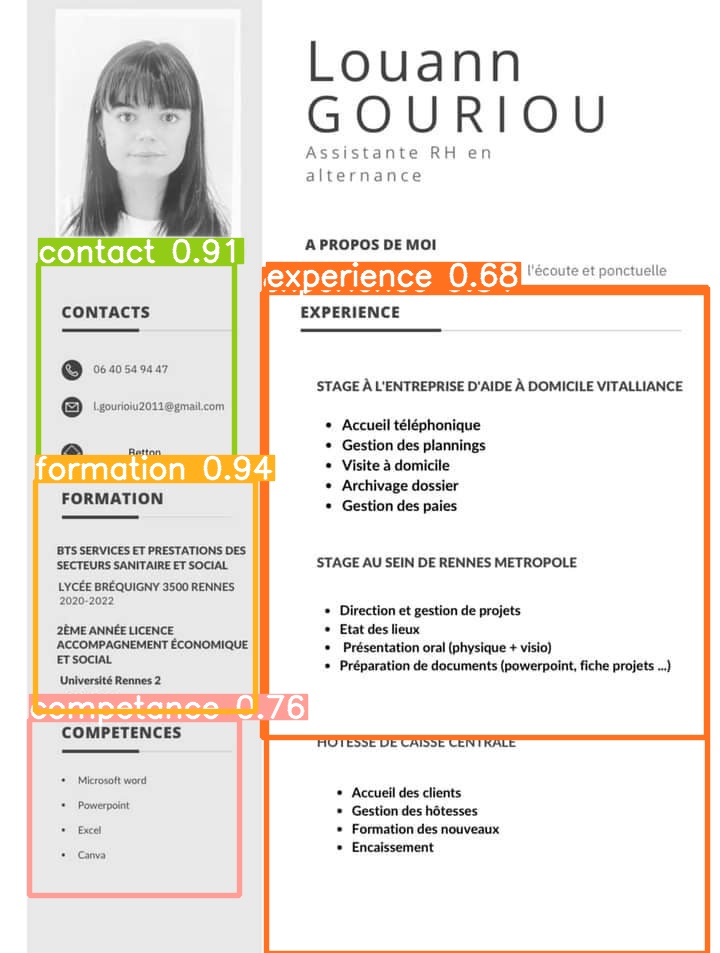 Louann
GOURIOU
Assistante RH en
alternance
A PROPOS DE MOI
l'écoute et ponctuelle
contact 0.91
CONTACTS
06 40 54 94 47
l.gourioiu2011@gmail.com
Betton
formation 0.94
FORMATION
BTS SERVICES ET PRESTATIONS DES
SECTEURS SANITAIRE ET SOCIAL
LYCÉE BRÉQUIGNY 3500 RENNES
2020-2022
2ÈME ANNÉE LICENCE
ACCOMPAGNEMENT ÉCONOMIQUE
ET SOCIAL
Université Rennes 2
competance 0.76
COMPETENCES
• Microsoft word
• Powerpoint
• Excel
• Canva
experience 0.68
EXPERIENCE
STAGE À L'ENTREPRISE D'AIDE À DOMICILE VITALLIANCE
• Accueil téléphonique
• Gestion des plannings
• Visite à domicile
• Archivage dossier
• Gestion des paies
STAGE AU SEIN DE RENNES METROPOLE
• Direction et gestion de projets
• Etat des lieux
• Présentation oral (physique + visio)
• Préparation de documents (powerpoint, fiche projets ...)
HOTESSE DE CAISSE CENTRALE
• Accueil des clients
• Gestion des hôtesses
• Formation des nouveaux
• Encaissement